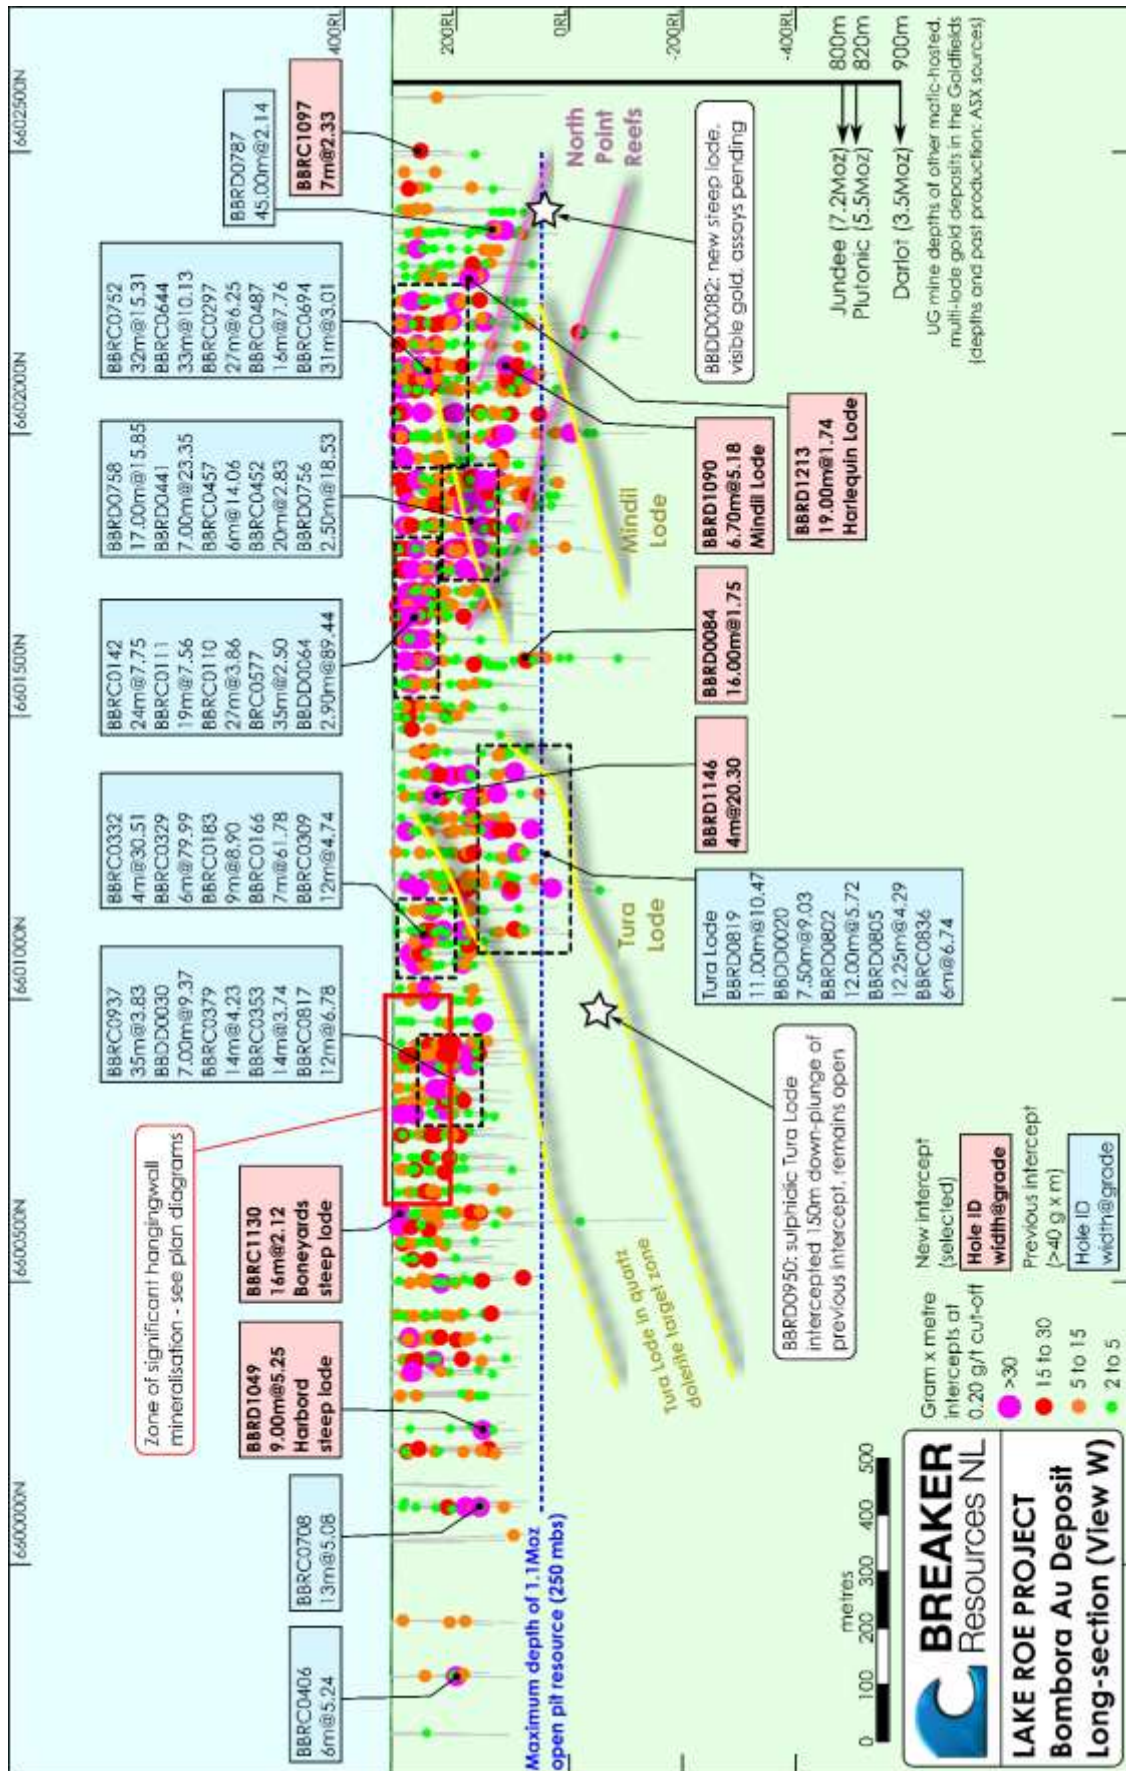 6600000N
6600500N
6601000N
6601500N
6602000N
6602500N
400RL
200RL
0RL
-200RL
-400RL
BBRC0406
6m@5.24
BBRC0708
13m@5.08
BBRD1049
9.00m@5.25
Harbord
steep lode
BBRC1130
16m@2.12
Boneyards
steep lode
Zone of significant hangingwall
mineralisation - see plan diagrams
BBRC0937
35m@3.83
BBDD0030
7.00m@9.37
BBRC0379
14m@4.23
BBRC0353
14m@3.74
BBRC0817
12m@6.78
BBRC0332
4m@30.51
BBRC0329
6m@79.99
BBRC0183
9m@8.90
BBRC0166
7m@61.78
BBRC0309
12m@4.74
BBRC0142
24m@7.75
BBRC0111
19m@7.56
BBRC0110
27m@3.86
BRC0577
35m@2.50
BBDD0064
2.90m@89.44
BBRD0758
17.00m@15.85
BBRD0441
7.00m@23.35
BBRC0457
6m@14.06
BBRC0452
20m@2.83
BBRD0756
2.50m@18.53
BBRC0752
32m@15.31
BBRC0644
33m@10.13
BBRC0297
27m@6.25
BBRC0487
16m@7.76
BBRC0694
31m@3.01
BBRD0787
45.00m@2.14
BBRC1097
7m@2.33
Maximum depth of 1.1Moz
open pit resource (250 mbs)
Tura Lode in quartz
dolerite target zone
Tura
Lode
Mindil
Lode
North
Point
Reefs
BBRD0950: sulphidic Tura Lode
intercepted 150m down-plunge of
previous intercept, remains open
Tura Lode
BBRD0819
11.00m@10.47
BBDD0020
7.50m@9.03
BBRD0802
12.00m@5.72
BBRD0805
12.25m@4.29
BBRC0836
6m@6.74
BBRD1146
4m@20.30
BBRD0084
16.00m@1.75
BBRD1090
6.70m@5.18
Mindil Lode
BBRD1213
19.00m@1.74
Harlequin Lode
BBDD0082: new steep lode,
visible gold, assays pending
Jundee (7.2Moz) 800m
Plutonic (5.5Moz) 820m
Darlot (3.5Moz) 900m
UG mine depths of other mafic-hosted,
multi-lode gold deposits in the Goldfields
(depths and past production: ASX sources)
metres
0 100 200 300 400 500
BREAKER
Resources NL
LAKE ROE PROJECT
Bombora Au Deposit
Long-section (View W)
Gram x metre
intercepts at
0.20 g/t cut-off
>30
15 to 30
5 to 15
2 to 5
New intercept
(selected)
Hole ID
width@grade
Previous intercept
(>40 g x m)
Hole ID
width@grade